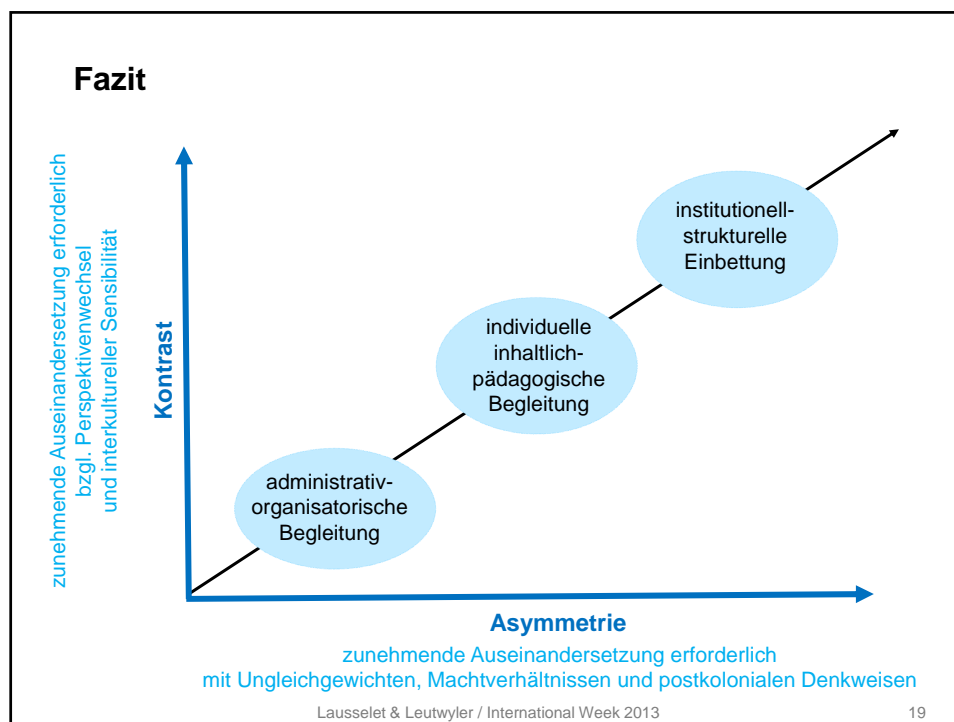 Fazit
zunehmende Auseinandersetzung erforderlich
bzgl. Perspektivenwechsel
und interkultureller Sensibilität
Kontrast
institutionell-
strukturelle
Einbettung
individuelle
inhaltlich-
pädagogische
Begleitung
administrativ-
organisatorische
Begleitung
Asymmetrie
zunehmende Auseinandersetzung erforderlich
mit Ungleichgewichten, Machtverhältnissen und postkolonialen Denkweisen
Lausselet & Leutwyler / International Week 2013
19